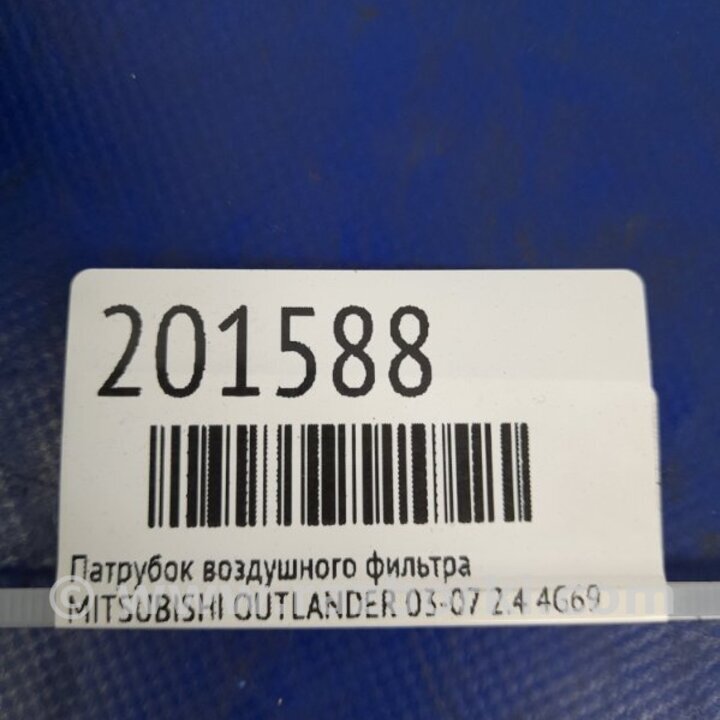 201588
Патрубок воздушного фильтра
MITSUBISHI OUTLANDER 03-07 2.4 4G69